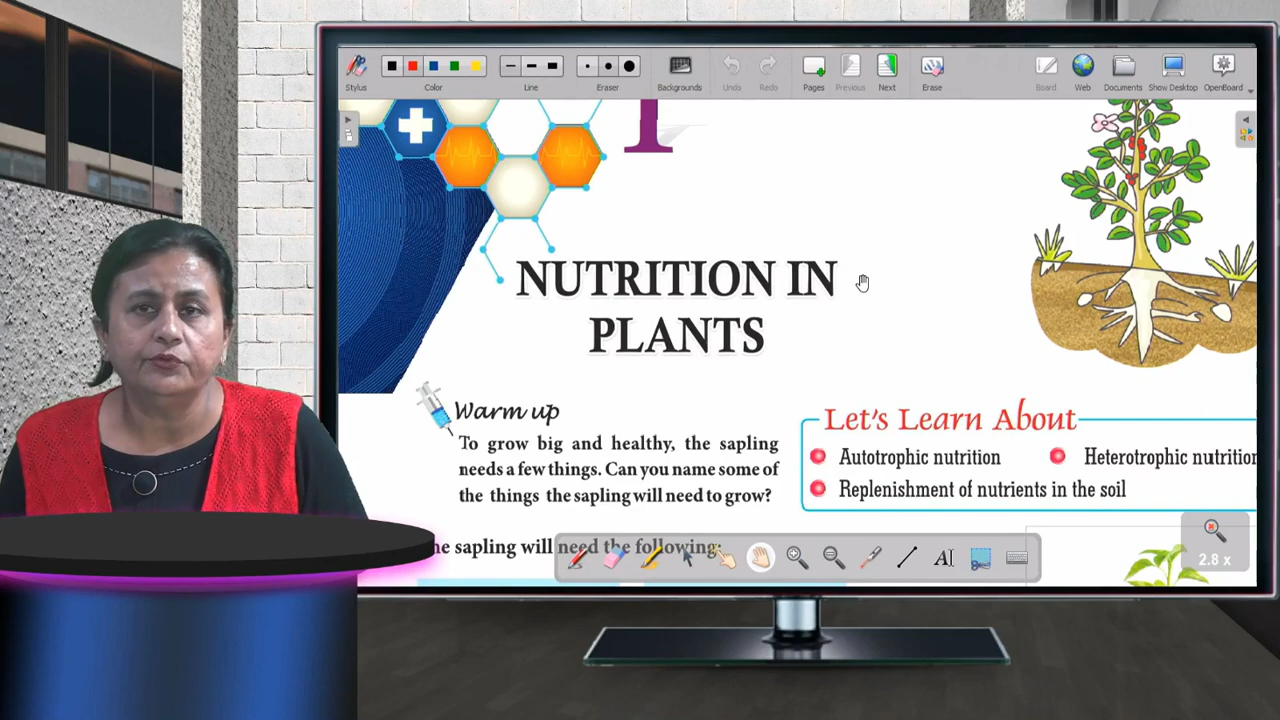 Stylus Color Line Eraser Backgrounds Undo Redo Pages Previous Next Erase Board Web Documents Show Desktop OpenBoard
1
NUTRITION IN
PLANTS
Warm up
To grow big and healthy, the sapling
needs a few things. Can you name some of
the things the sapling will need to grow?
Let's Learn About
Autotrophic nutrition
Heterotrophic nutrition
Replenishment of nutrients in the soil
he sapling will need the following:
AI
2.8 x